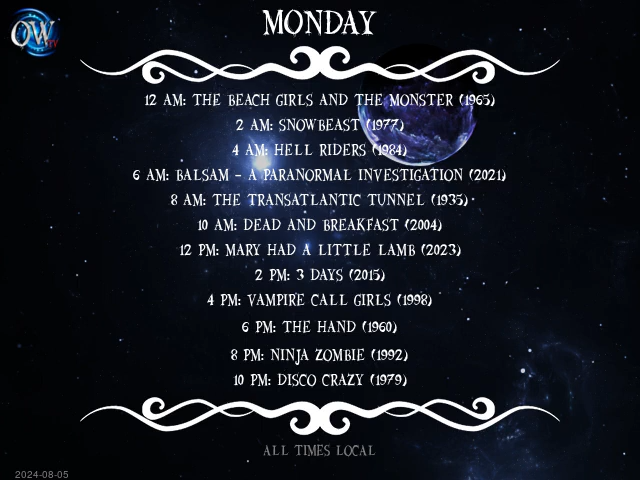 OW TV
MONDAY
12 AM: THE BEACH GIRLS AND THE MONSTER (1965)
2 AM: SNOWBEAST (1977)
4 AM: HELL RIDERS (1984)
6 AM: BALSAM - A PARANORMAL INVESTIGATION (2021)
8 AM: THE TRANSATLANTIC TUNNEL (1935)
10 AM: DEAD AND BREAKFAST (2004)
12 PM: MARY HAD A LITTLE LAMB (2023)
2 PM: 3 DAYS (2015)
4 PM: VAMPIRE CALL GIRLS (1998)
6 PM: THE HAND (1960)
8 PM: NINJA ZOMBIE (1992)
10 PM: DISCO CRAZY (1979)
ALL TIMES LOCAL
2024-08-05